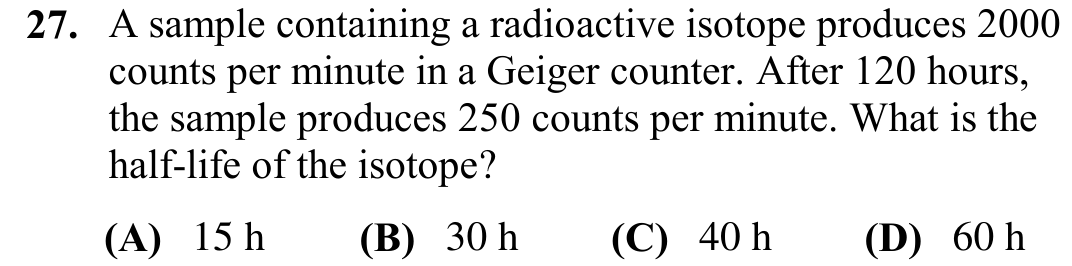 27. A sample containing a radioactive isotope produces 2000
counts per minute in a Geiger counter. After 120 hours,
the sample produces 250 counts per minute. What is the
half-life of the isotope?
(A) 15 h (B) 30 h (C) 40 h (D) 60 h